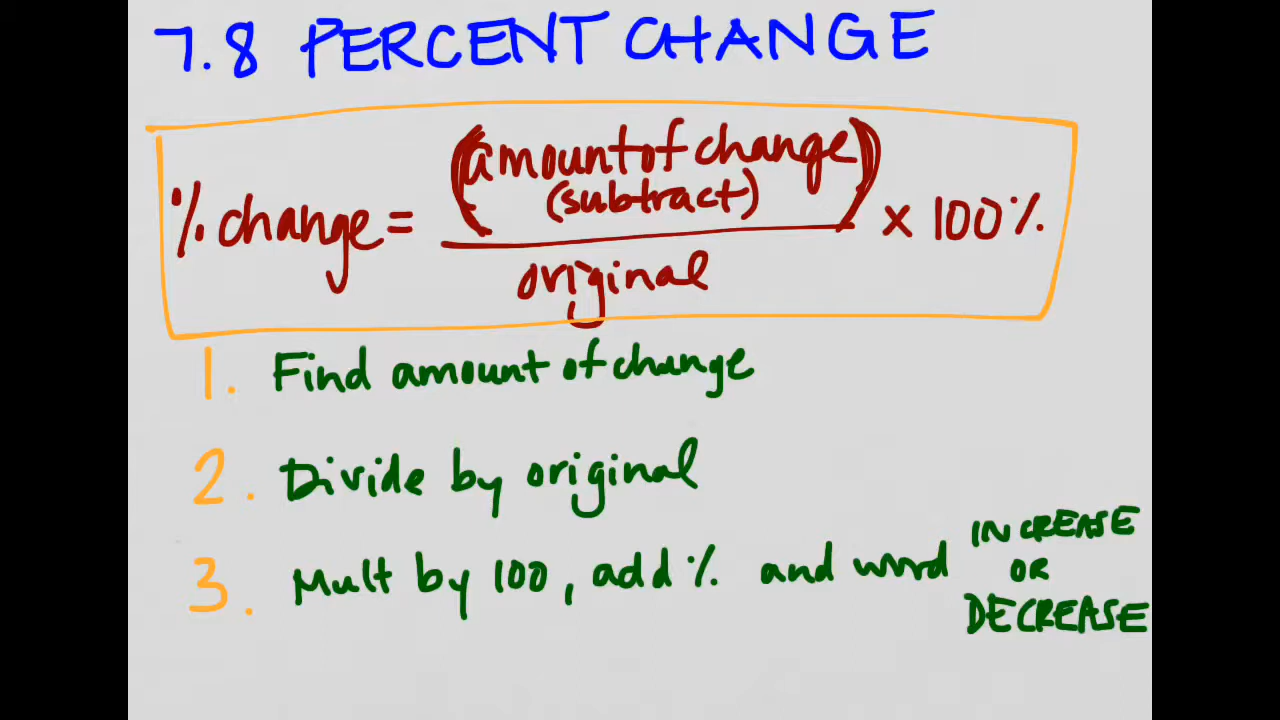 7.8 PERCENT CHANGE
(amount of change)
(subtract)
% change = × 100%
original
1. Find amount of change
2. Divide by original
INCREASE
3. Mult by 100, add % and word OR
DECREASE